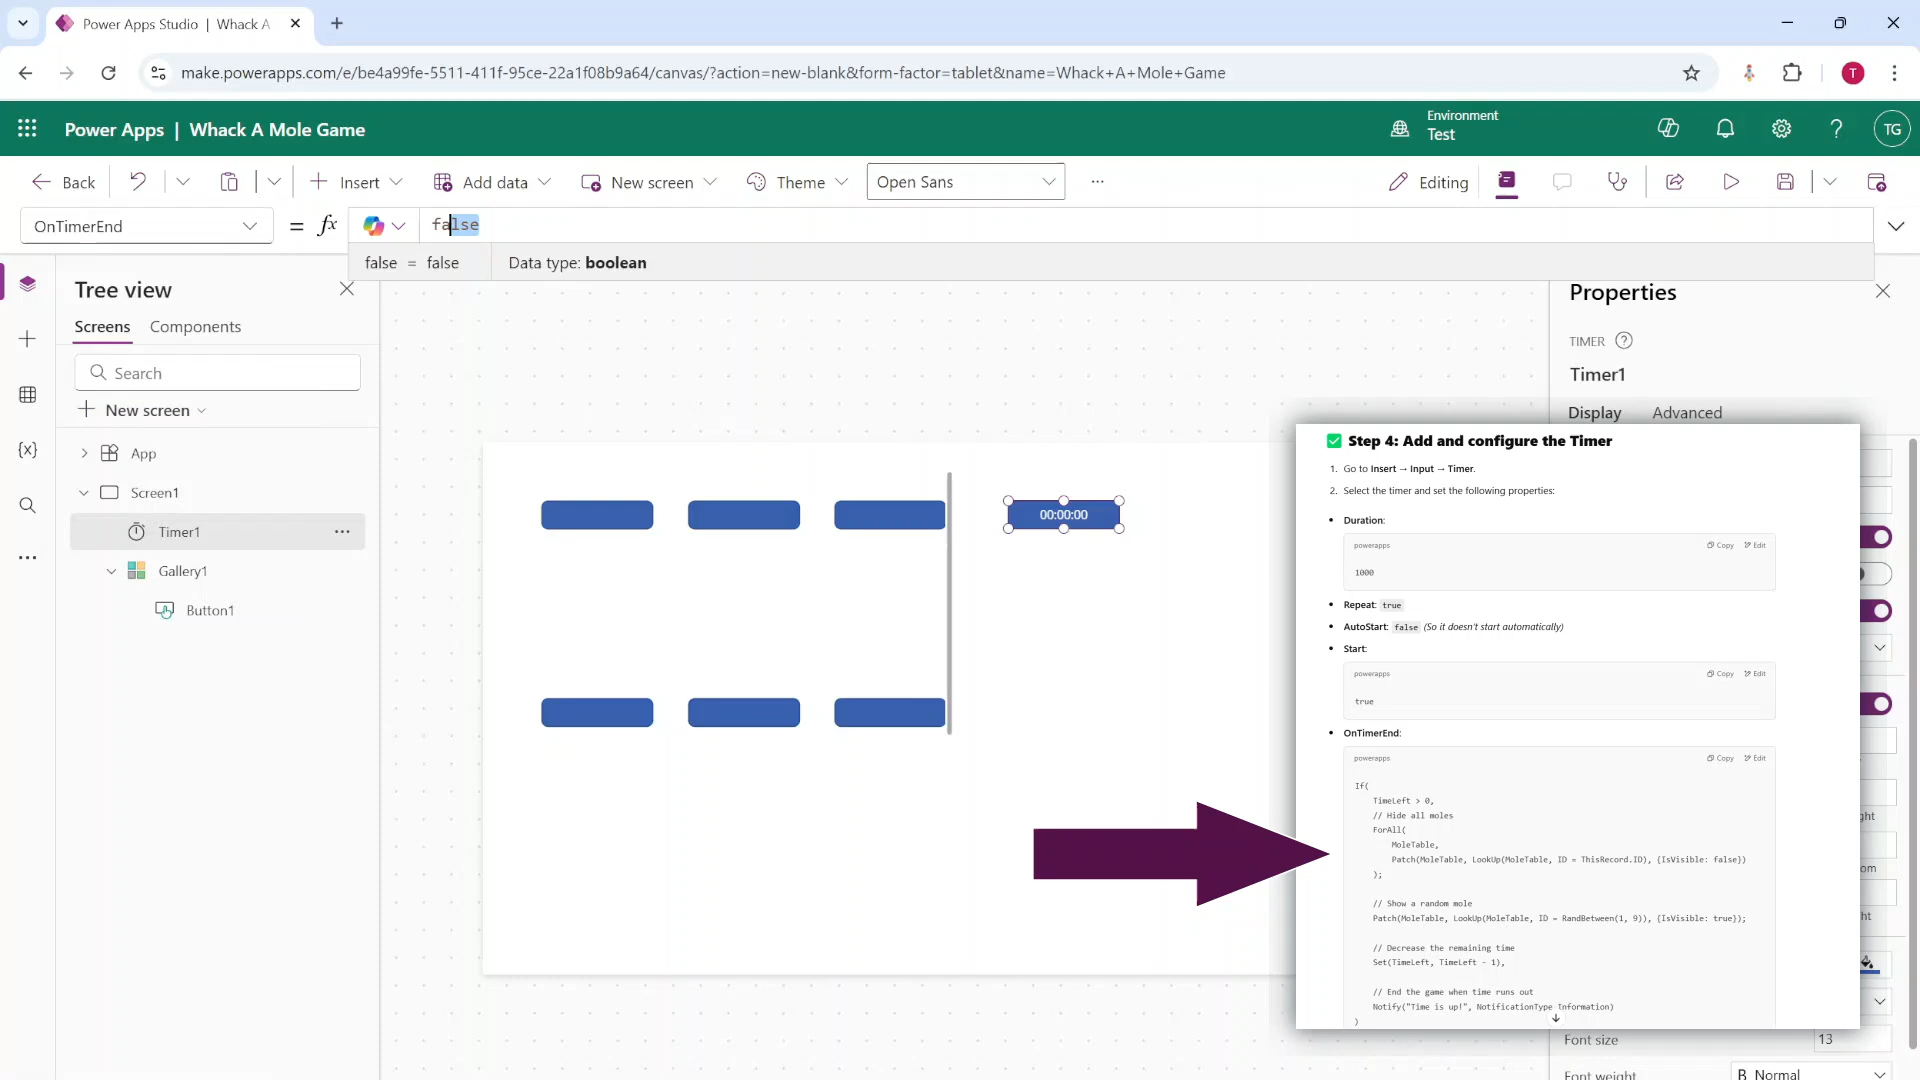 Power Apps Studio | Whack A
make.powerapps.com/e/be4a99fe-5511-411f-95ce-22a1f08b9a64/canvas/?action=new-blank&form-factor=tablet&name=Whack+A+Mole+Game
T
Power Apps | Whack A Mole Game
Environment
Test
TG
Back
Insert
Add data
New screen
Theme
Open Sans
Editing
OnTimerEnd
= fx
false
false = false
Data type: boolean
Tree view
Screens
Components
Search
New screen
App
Screen1
Timer1
Gallery1
Button1
00:00:00
Properties
TIMER
Timer1
Display
Advanced
✅ Step 4: Add and configure the Timer
1. Go to Insert → Input → Timer.
2. Select the timer and set the following properties:
• Duration:
powerapps
Copy
Edit
1000
• Repeat: true
• AutoStart: false (So it doesn't start automatically)
• Start:
powerapps
Copy
Edit
true
• OnTimerEnd:
powerapps
Copy
Edit
If(
TimeLeft > 0,
// Hide all moles
ForAll(
MoleTable,
Patch(MoleTable, LookUp(MoleTable, ID = ThisRecord.ID), {IsVisible: false})
);
// Show a random mole
Patch(MoleTable, LookUp(MoleTable, ID = RandBetween(1, 9)), {IsVisible: true});
// Decrease the remaining time
Set(TimeLeft, TimeLeft - 1),
// End the game when time runs out
Notify("Time is up!", NotificationType Information)
)
ght
om
ht
Font size
13
Font weight
B Normal